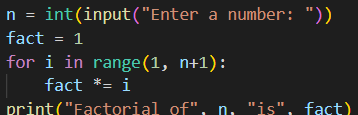 n = int(input("Enter a number: "))
fact = 1
for i in range(1, n+1):
    fact *= i
print("Factorial of", n, "is", fact)